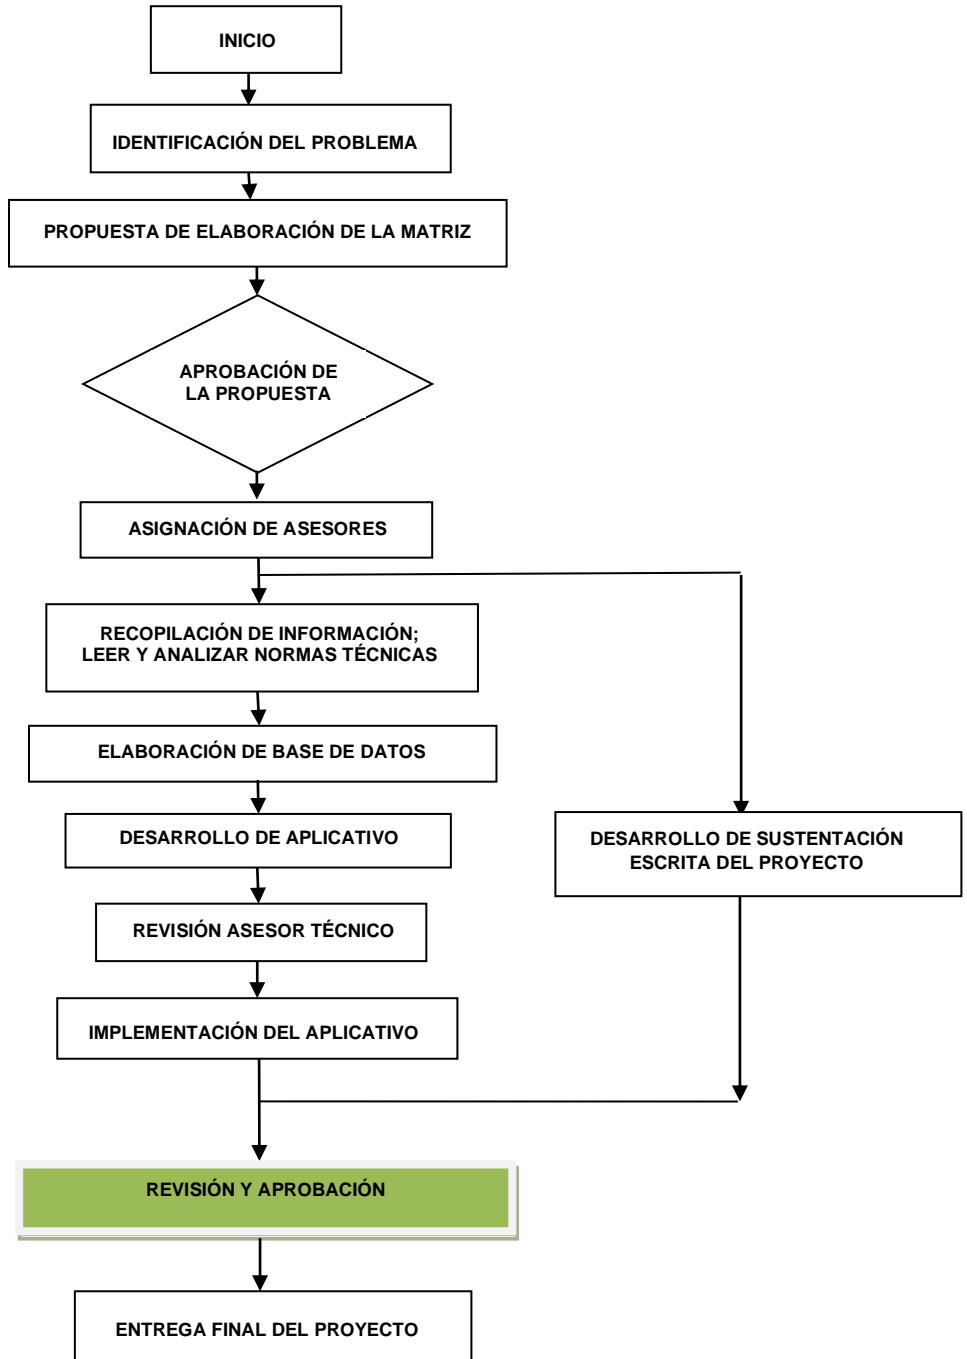 INICIO
IDENTIFICACIÓN DEL PROBLEMA
PROPUESTA DE ELABORACIÓN DE LA MATRIZ
APROBACIÓN DE
LA PROPUESTA
ASIGNACIÓN DE ASESORES
RECOPILACIÓN DE INFORMACIÓN;
LEER Y ANALIZAR NORMAS TÉCNICAS
ELABORACIÓN DE BASE DE DATOS
DESARROLLO DE APLICATIVO
DESARROLLO DE SUSTENTACIÓN
ESCRITA DEL PROYECTO
REVISIÓN ASESOR TÉCNICO
IMPLEMENTACIÓN DEL APLICATIVO
REVISIÓN Y APROBACIÓN
ENTREGA FINAL DEL PROYECTO